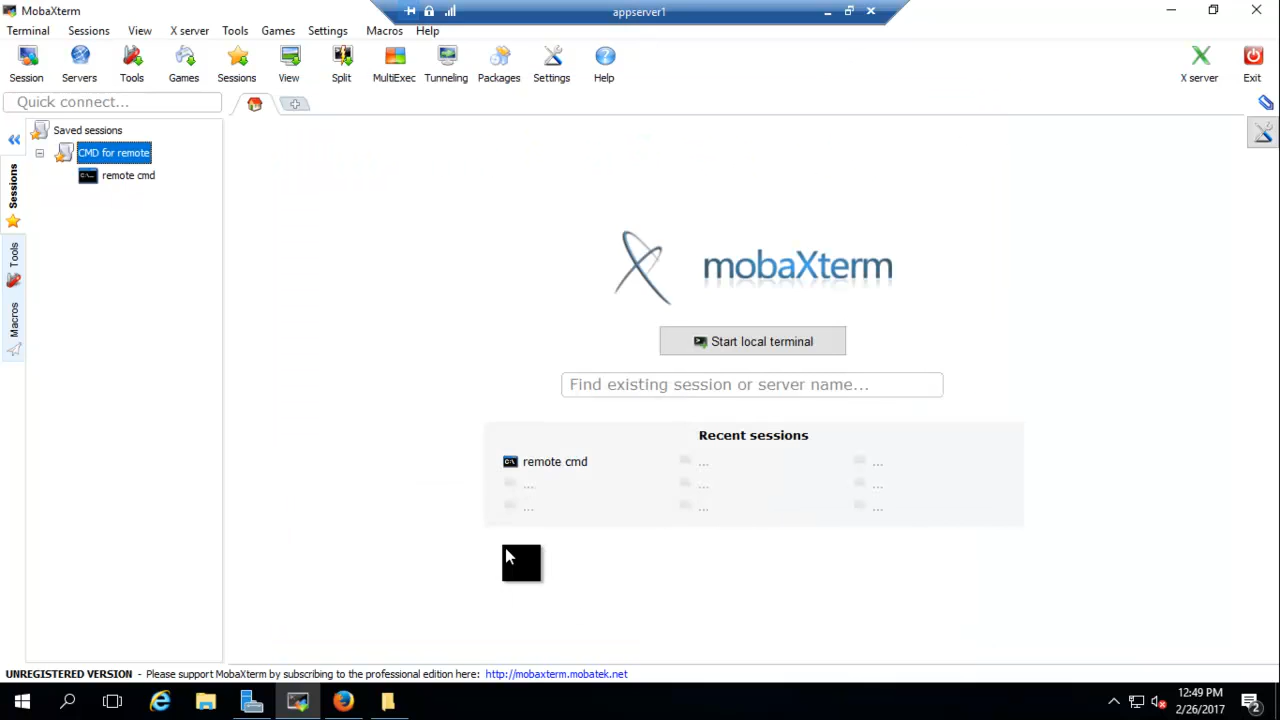 MobaXterm
appserver1
Terminal Sessions View X server Tools Games Settings Macros Help
Session Servers Tools Games Sessions View Split MultiExec Tunneling Packages Settings Help X server Exit
Quick connect...
Saved sessions
CMD for remote
remote cmd
Sessions
Tools
Macros
mobaXterm
Start local terminal
Find existing session or server name...
Recent sessions
remote cmd ... ...
... ... ...
... ... ...
UNREGISTERED VERSION - Please support MobaXterm by subscribing to the professional edition here: http://mobaxterm.mobatek.net
12:49 PM
2/26/2017
2